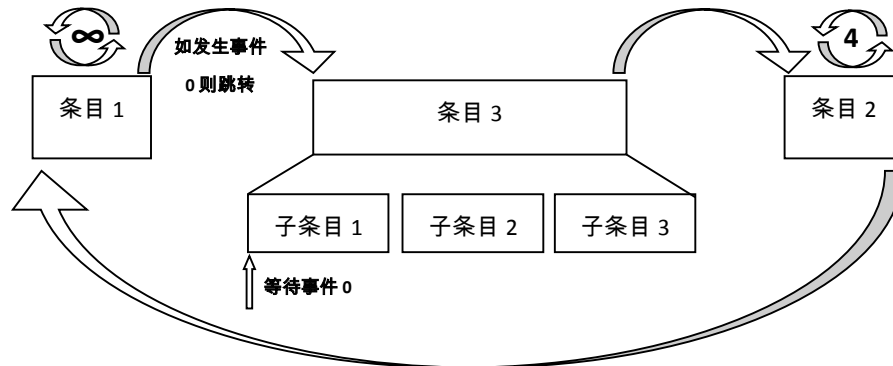 ∞
如发生事件
0 则跳转
4
条目 1
条目 3
条目 2
子条目 1
子条目 2
子条目 3
等待事件 0